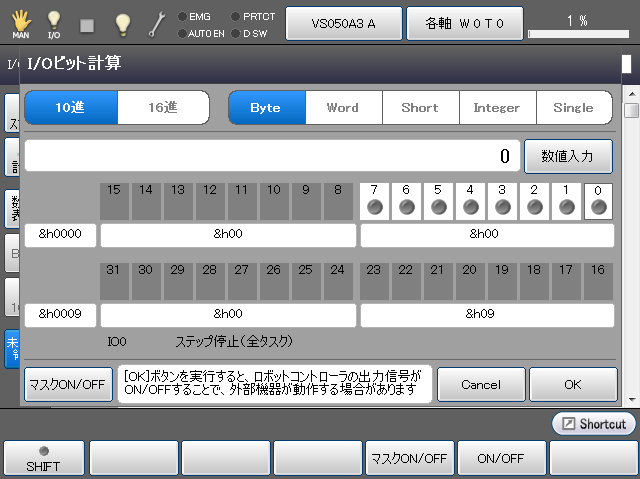 MAN
I/O
EMG
PRTCT
AUTO EN
D SW
VS050A3 A
各軸 W0T0
1 %
I/Oビット計算
10進
16進
Byte
Word
Short
Integer
Single
0
数値入力
15 14 13 12 11 10 9 8 7 6 5 4 3 2 1 0
&h0000
&h00
&h00
31 30 29 28 27 26 25 24 23 22 21 20 19 18 17 16
&h0009
&h00
&h09
IO0
ステップ停止(全タスク)
マスクON/OFF
[OK]ボタンを実行すると、ロボットコントローラの出力信号が
ON/OFFすることで、外部機器が動作する場合があります
Cancel
OK
Shortcut
SHIFT
マスクON/OFF
ON/OFF